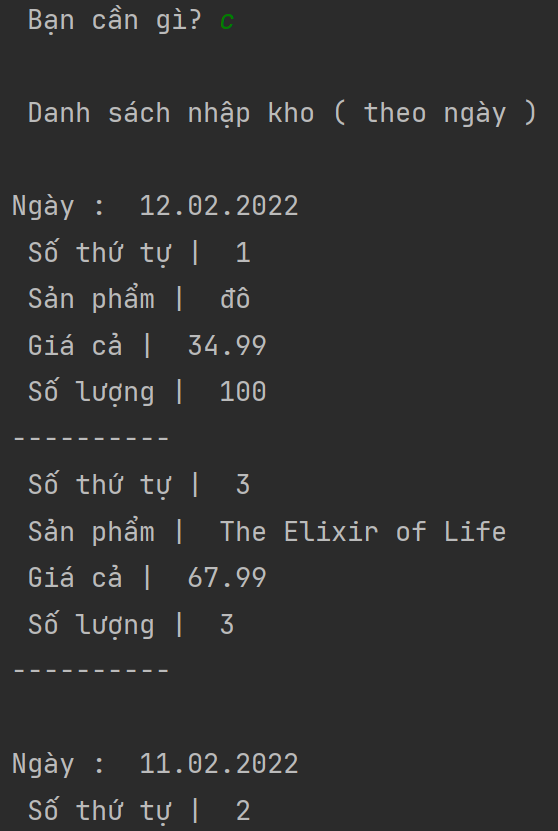 Bạn cần gì? c
Danh sách nhập kho ( theo ngày )
Ngày :  12.02.2022
Số thứ tự |  1
Sản phẩm |  đô
Giá cả |  34.99
Số lượng |  100
----------
Số thứ tự |  3
Sản phẩm |  The Elixir of Life
Giá cả |  67.99
Số lượng |  3
----------
Ngày :  11.02.2022
Số thứ tự |  2